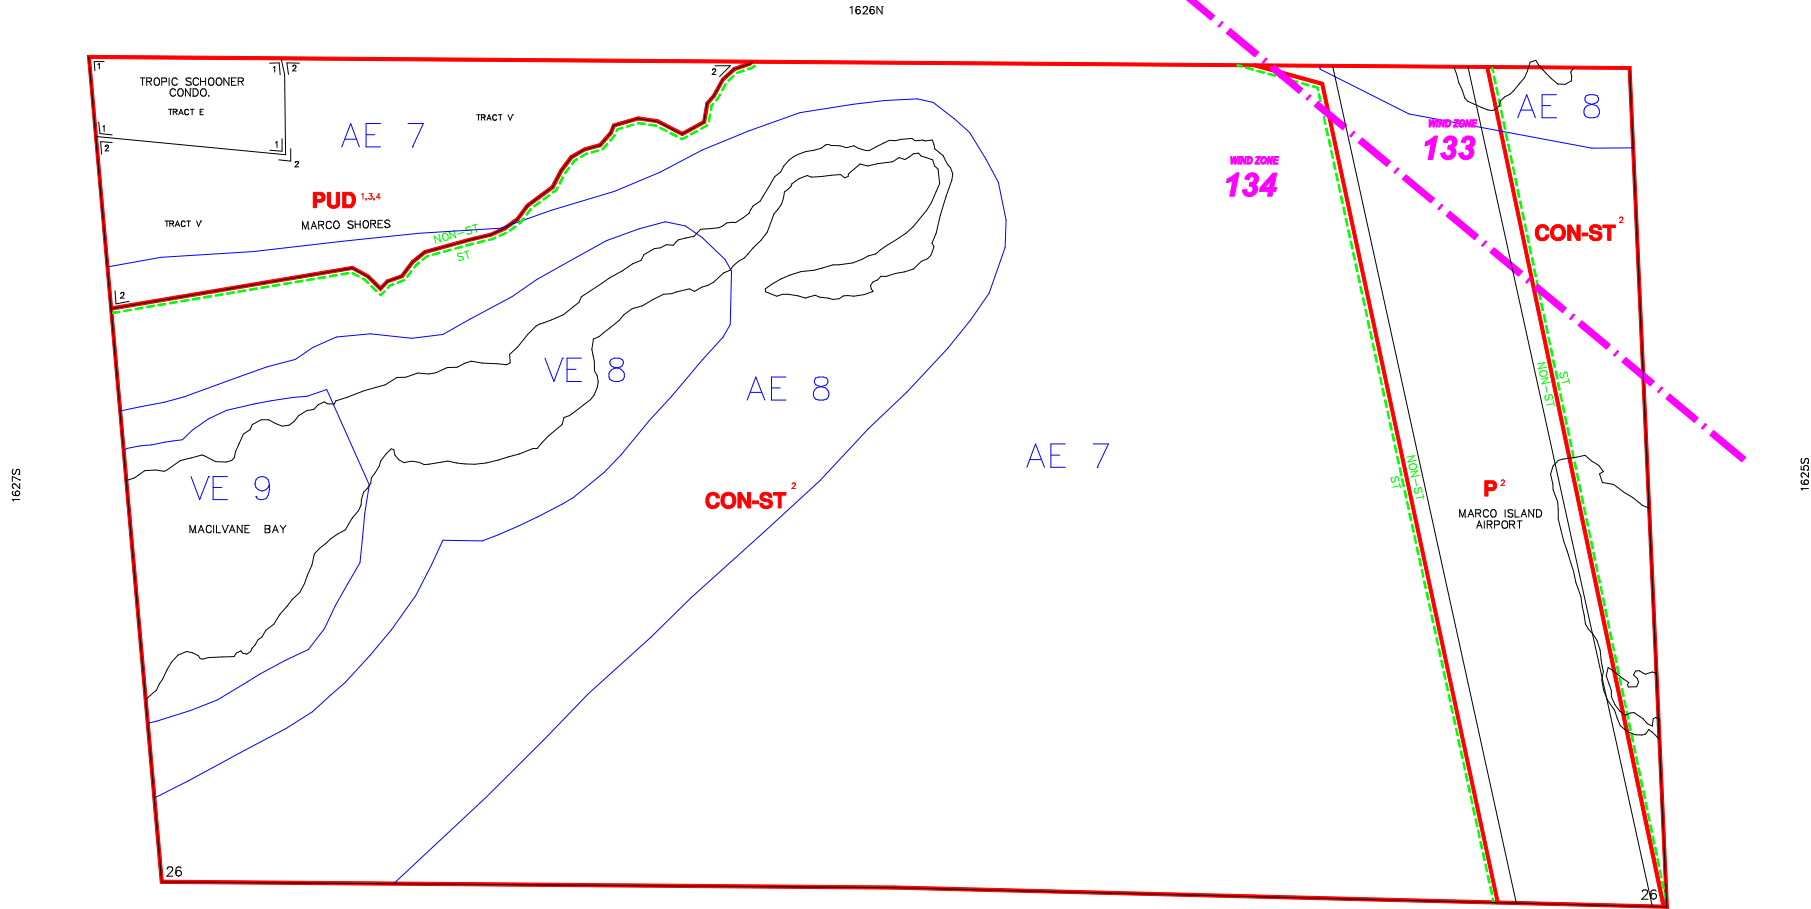 1626N
1
1
2
TROPIC SCHOONER
CONDO.
TRACT E
2
TRACT V
AE 7
1
1
2
2
WIND ZONE
133
AE 8
WIND ZONE
134
PUD 1,3,4
TRACT V
MARCO SHORES
NON-ST
ST
CON-ST 2
2
VE 8
AE 8
NON-ST
ST
AE 7
1627S
VE 9
CON-ST 2
NON-ST
ST
P 2
1625S
MACILVANE BAY
MARCO ISLAND
AIRPORT
26
26